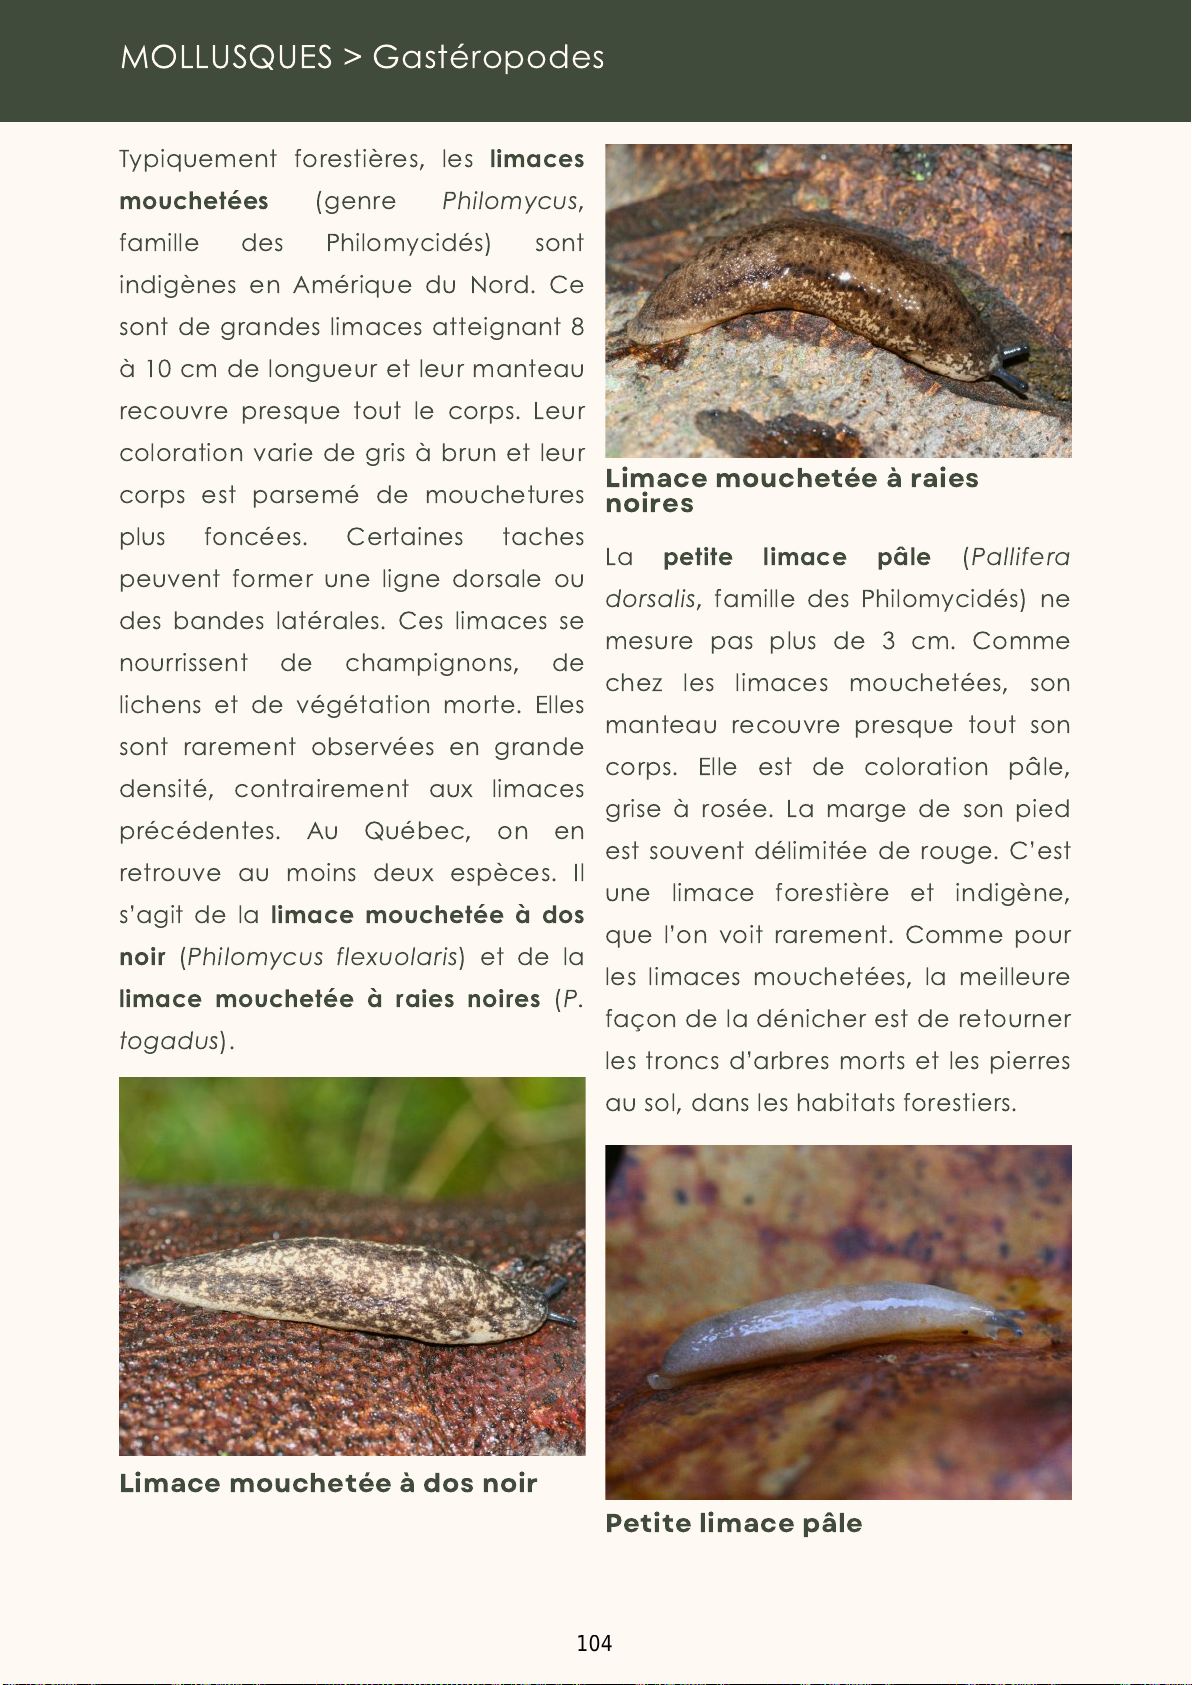 MOLLUSQUES > Gastéropodes
Typiquement forestières, les limaces
mouchetées (genre Philomycus,
famille des Philomycidés) sont
indigènes en Amérique du Nord. Ce
sont de grandes limaces atteignant 8
à 10 cm de longueur et leur manteau
recouvre presque tout le corps. Leur
coloration varie de gris à brun et leur
corps est parsemé de mouchetures
plus foncées. Certaines taches
peuvent former une ligne dorsale ou
des bandes latérales. Ces limaces se
nourrissent de champignons, de
lichens et de végétation morte. Elles
sont rarement observées en grande
densité, contrairement aux limaces
précédentes. Au Québec, on en
retrouve au moins deux espèces. Il
s'agit de la limace mouchetée à dos
noir (Philomycus flexuolaris) et de la
limace mouchetée à raies noires (P.
togadus).
Limace mouchetée à dos noir
Limace mouchetée à raies
noires
La petite limace pâle (Pallifera
dorsalis, famille des Philomycidés) ne
mesure pas plus de 3 cm. Comme
chez les limaces mouchetées, son
manteau recouvre presque tout son
corps. Elle est de coloration pâle,
grise à rosée. La marge de son pied
est souvent délimitée de rouge. C'est
une limace forestière et indigène,
que l'on voit rarement. Comme pour
les limaces mouchetées, la meilleure
façon de la dénicher est de retourner
les troncs d'arbres morts et les pierres
au sol, dans les habitats forestiers.
Petite limace pâle
104